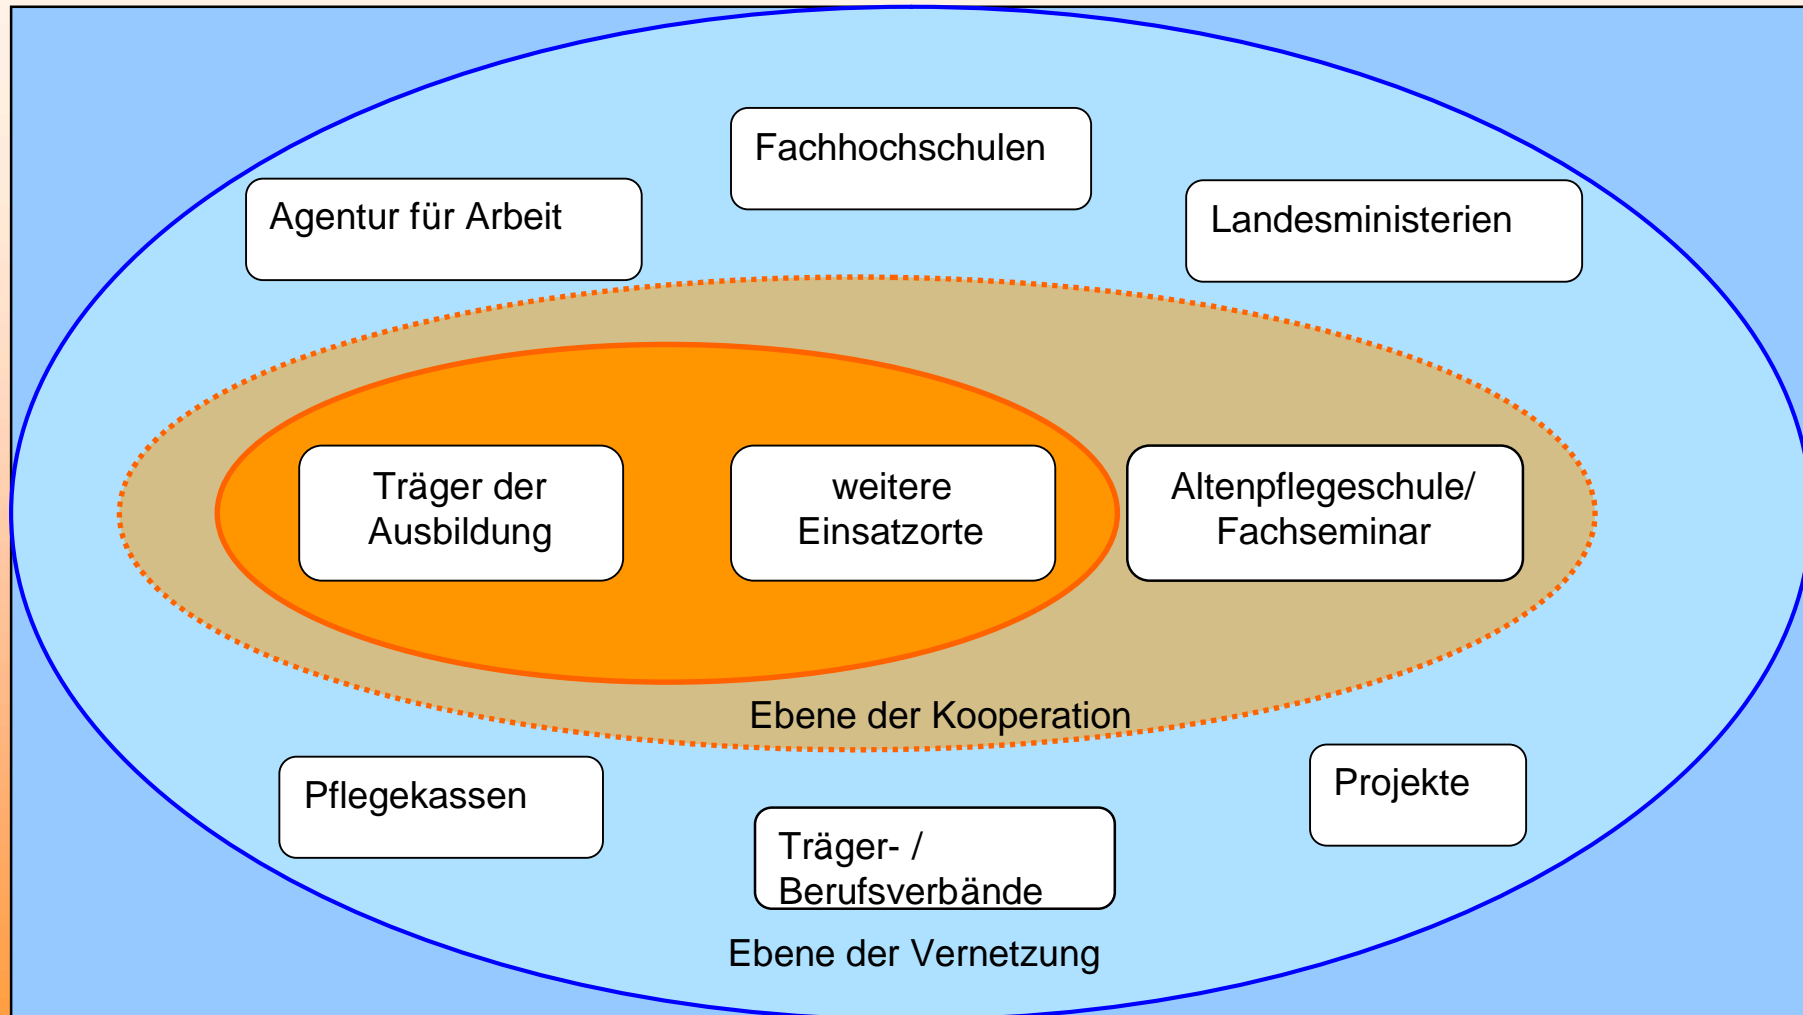 Fachhochschulen
Agentur für Arbeit
Landesministerien
Träger der
Ausbildung
weitere
Einsatzorte
Altenpflegeschule/
Fachseminar
Ebene der Kooperation
Pflegekassen
Projekte
Träger- /
Berufsverbände
Ebene der Vernetzung